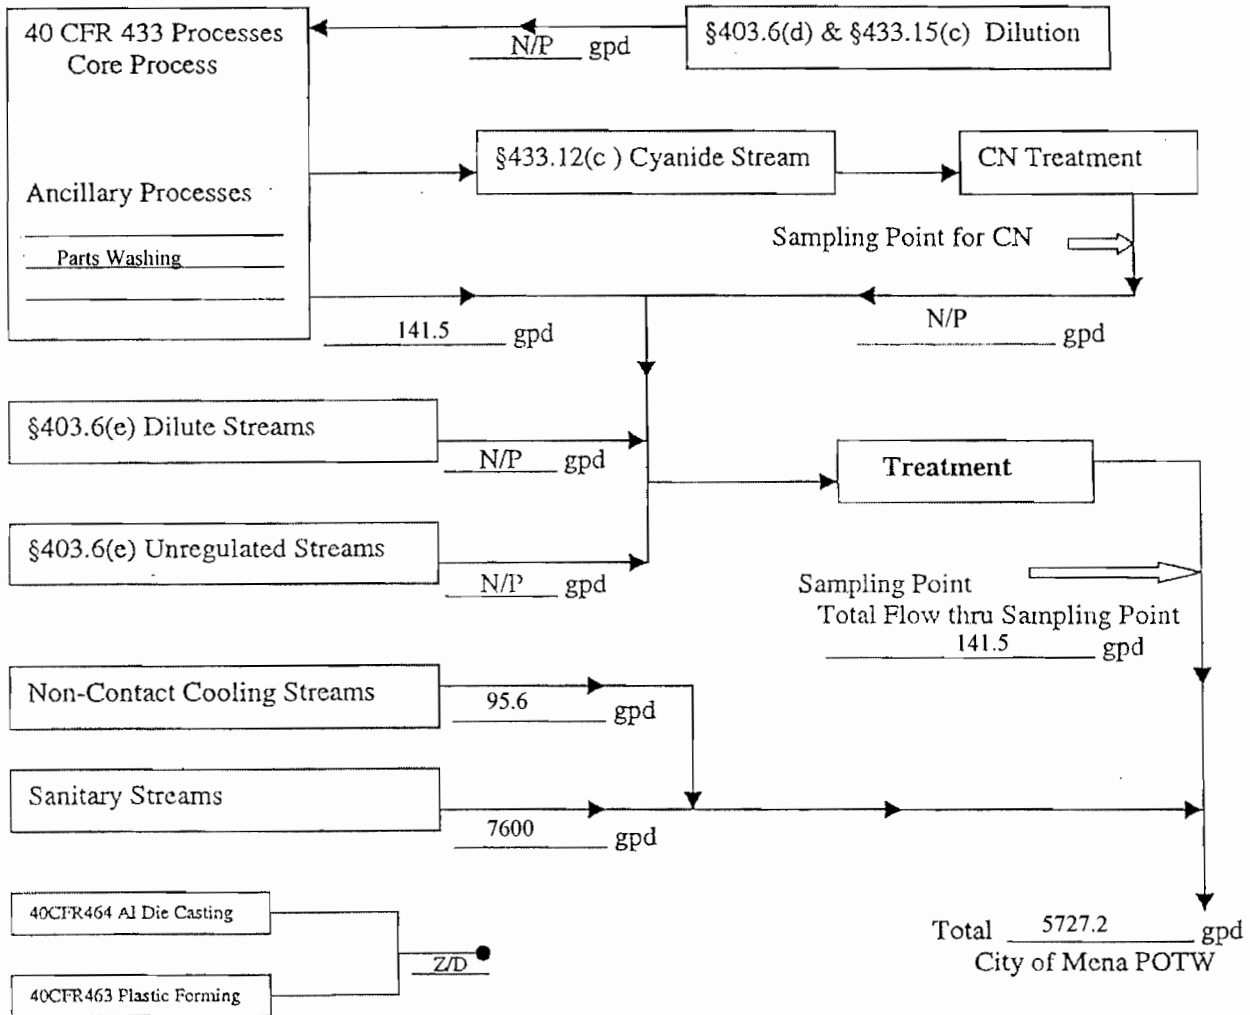 40 CFR 433 Processes
Core Process
§403.6(d) & §433.15(c) Dilution
N/P gpd
§433.12(c ) Cyanide Stream
CN Treatment
Ancillary Processes
Parts Washing
Sampling Point for CN
141.5 gpd
N/P gpd
§403.6(e) Dilute Streams
N/P gpd
Treatment
§403.6(e) Unregulated Streams
N/P gpd
Sampling Point
Total Flow thru Sampling Point
141.5 gpd
Non-Contact Cooling Streams
95.6 gpd
Sanitary Streams
7600 gpd
40CFR464 Al Die Casting
Z/D
40CFR463 Plastic Forming
Total 5727.2 gpd
City of Mena POTW